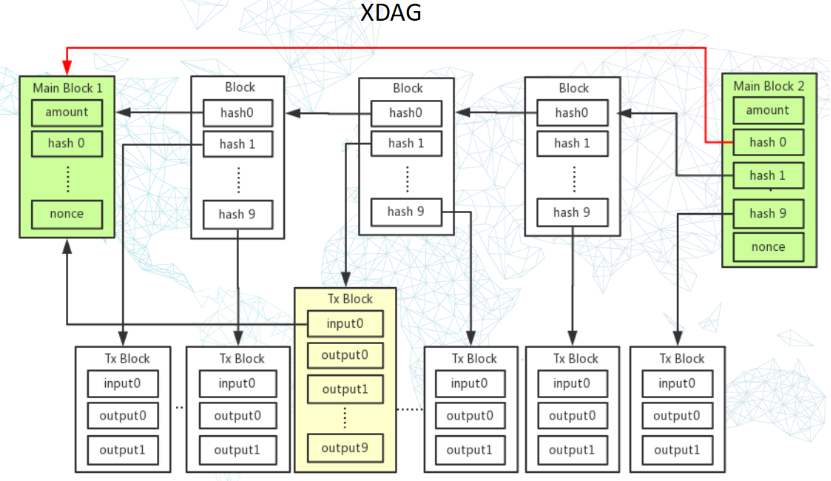 XDAG
Main Block 1
amount
hash 0
nonce
Block
hash0
hash 1
hash 9
Block
hash0
hash 1
hash 9
Block
hash0
hash 1
hash 9
Main Block 2
amount
hash 0
hash 1
hash 9
nonce
Tx Block
input0
output0
output1
Tx Block
input0
output0
output1
Tx Block
input0
output0
output1
output9
Tx Block
input0
output0
output1
Tx Block
input0
output0
output1
Tx Block
input0
output0
output1